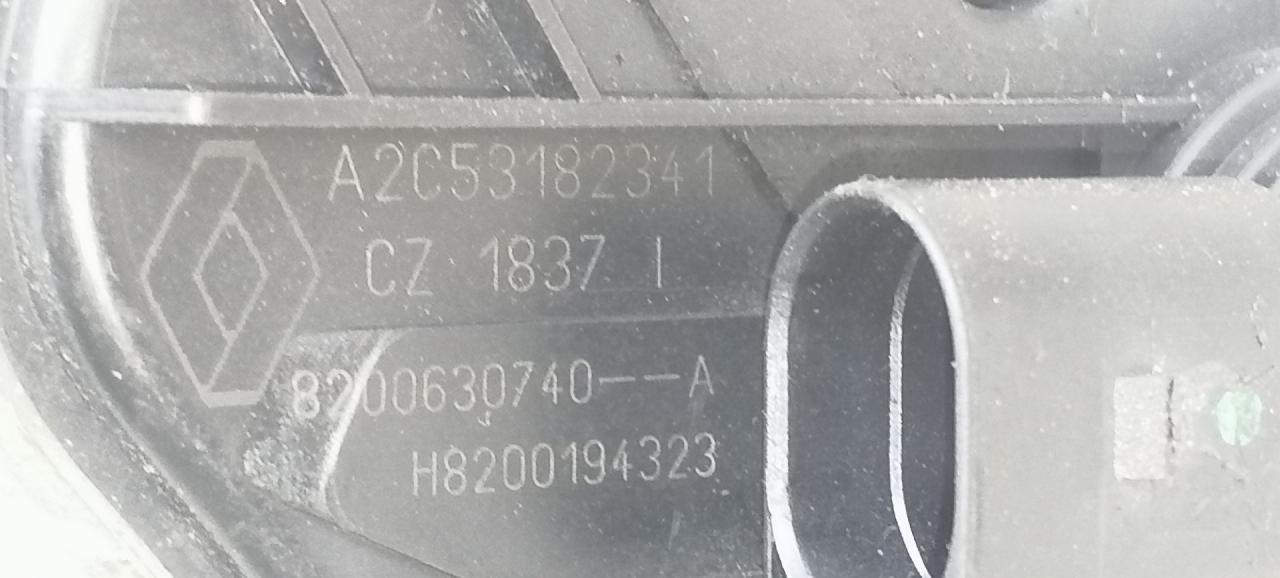 A2C53182341
CZ 1837 I
8200630740--A
H8200194323